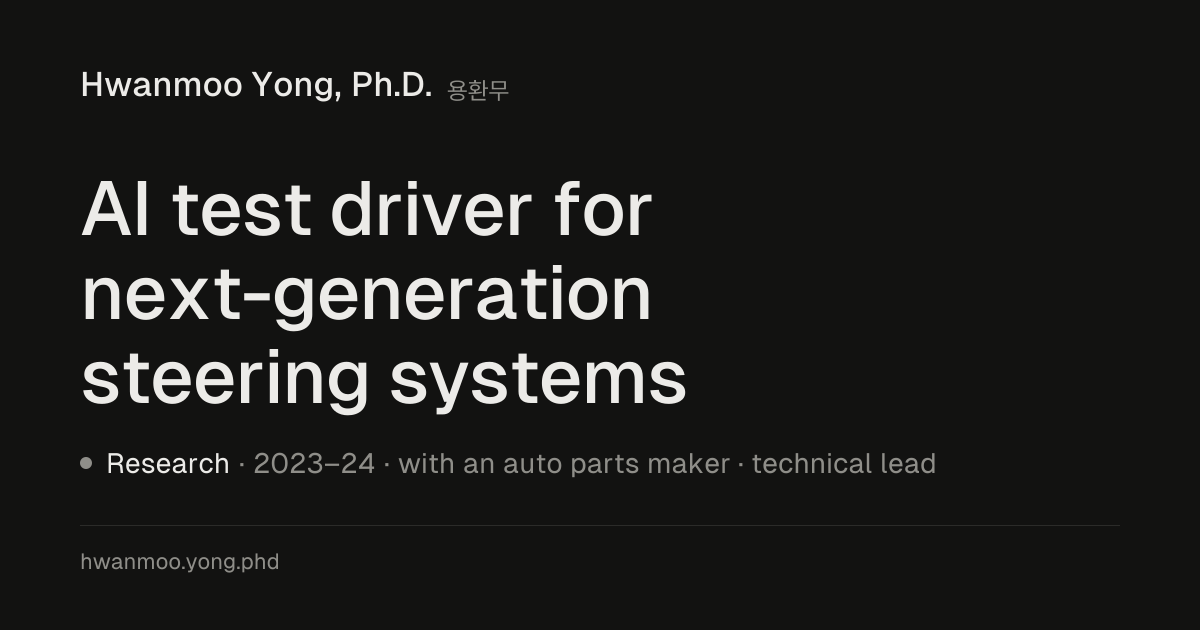 Hwanmoo Yong, Ph.D. 용환무
AI test driver for
next-generation
steering systems
Research · 2023–24 · with an auto parts maker · technical lead
hwanmoo.yong.phd